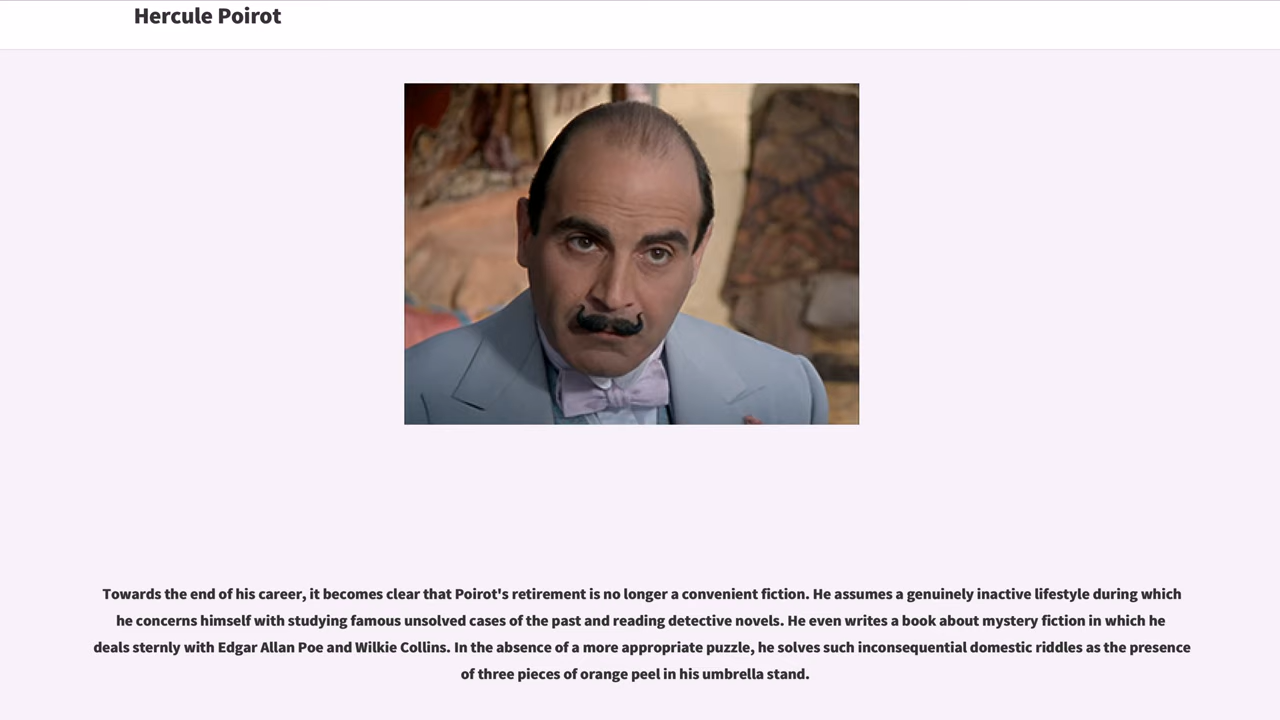 Hercule Poirot
Towards the end of his career, it becomes clear that Poirot's retirement is no longer a convenient fiction. He assumes a genuinely inactive lifestyle during which
he concerns himself with studying famous unsolved cases of the past and reading detective novels. He even writes a book about mystery fiction in which he
deals sternly with Edgar Allan Poe and Wilkie Collins. In the absence of a more appropriate puzzle, he solves such inconsequential domestic riddles as the presence
of three pieces of orange peel in his umbrella stand.